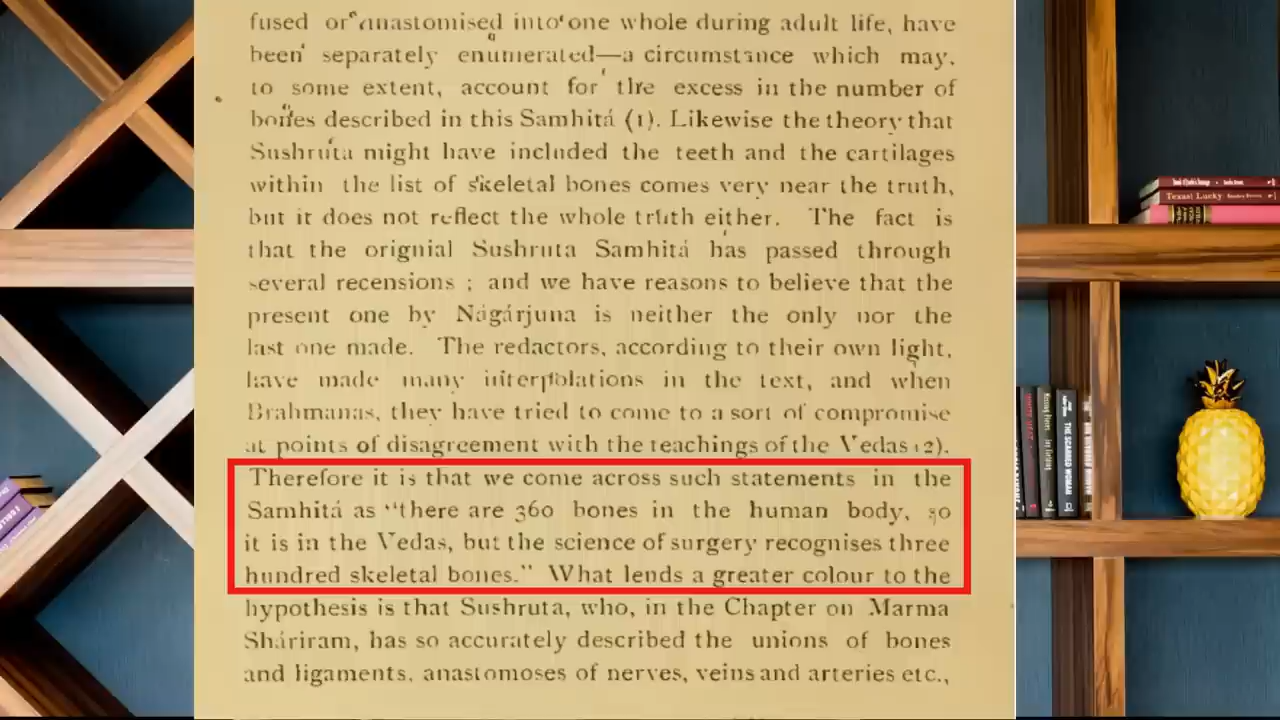 fused or anastomised into one whole during adult life, have
been separately enumerated—a circumstance which may,
to some extent, account for the excess in the number of
bones described in this Samhitá (1). Likewise the theory that
Sushruta might have included the teeth and the cartilages
within the list of skeletal bones comes very near the truth,
but it does not reflect the whole truth either. The fact is
that the orignial Sushruta Samhitá has passed through
several recensions ; and we have reasons to believe that the
present one by Nágárjuna is neither the only nor the
last one made. The redactors, according to their own light,
have made many interpolations in the text, and when
Brahmanas, they have tried to come to a sort of compromise
at points of disagreement with the teachings of the Vedas (2).
Therefore it is that we come across such statements in the
Samhitá as "there are 360 bones in the human body, so
it is in the Vedas, but the science of surgery recognises three
hundred skeletal bones." What lends a greater colour to the
hypothesis is that Sushruta, who, in the Chapter on Marma
Sháriram, has so accurately described the unions of bones
and ligaments, anastomoses of nerves, veins and arteries etc.,
Texas! Lucky
THE SCARRED WOMAN